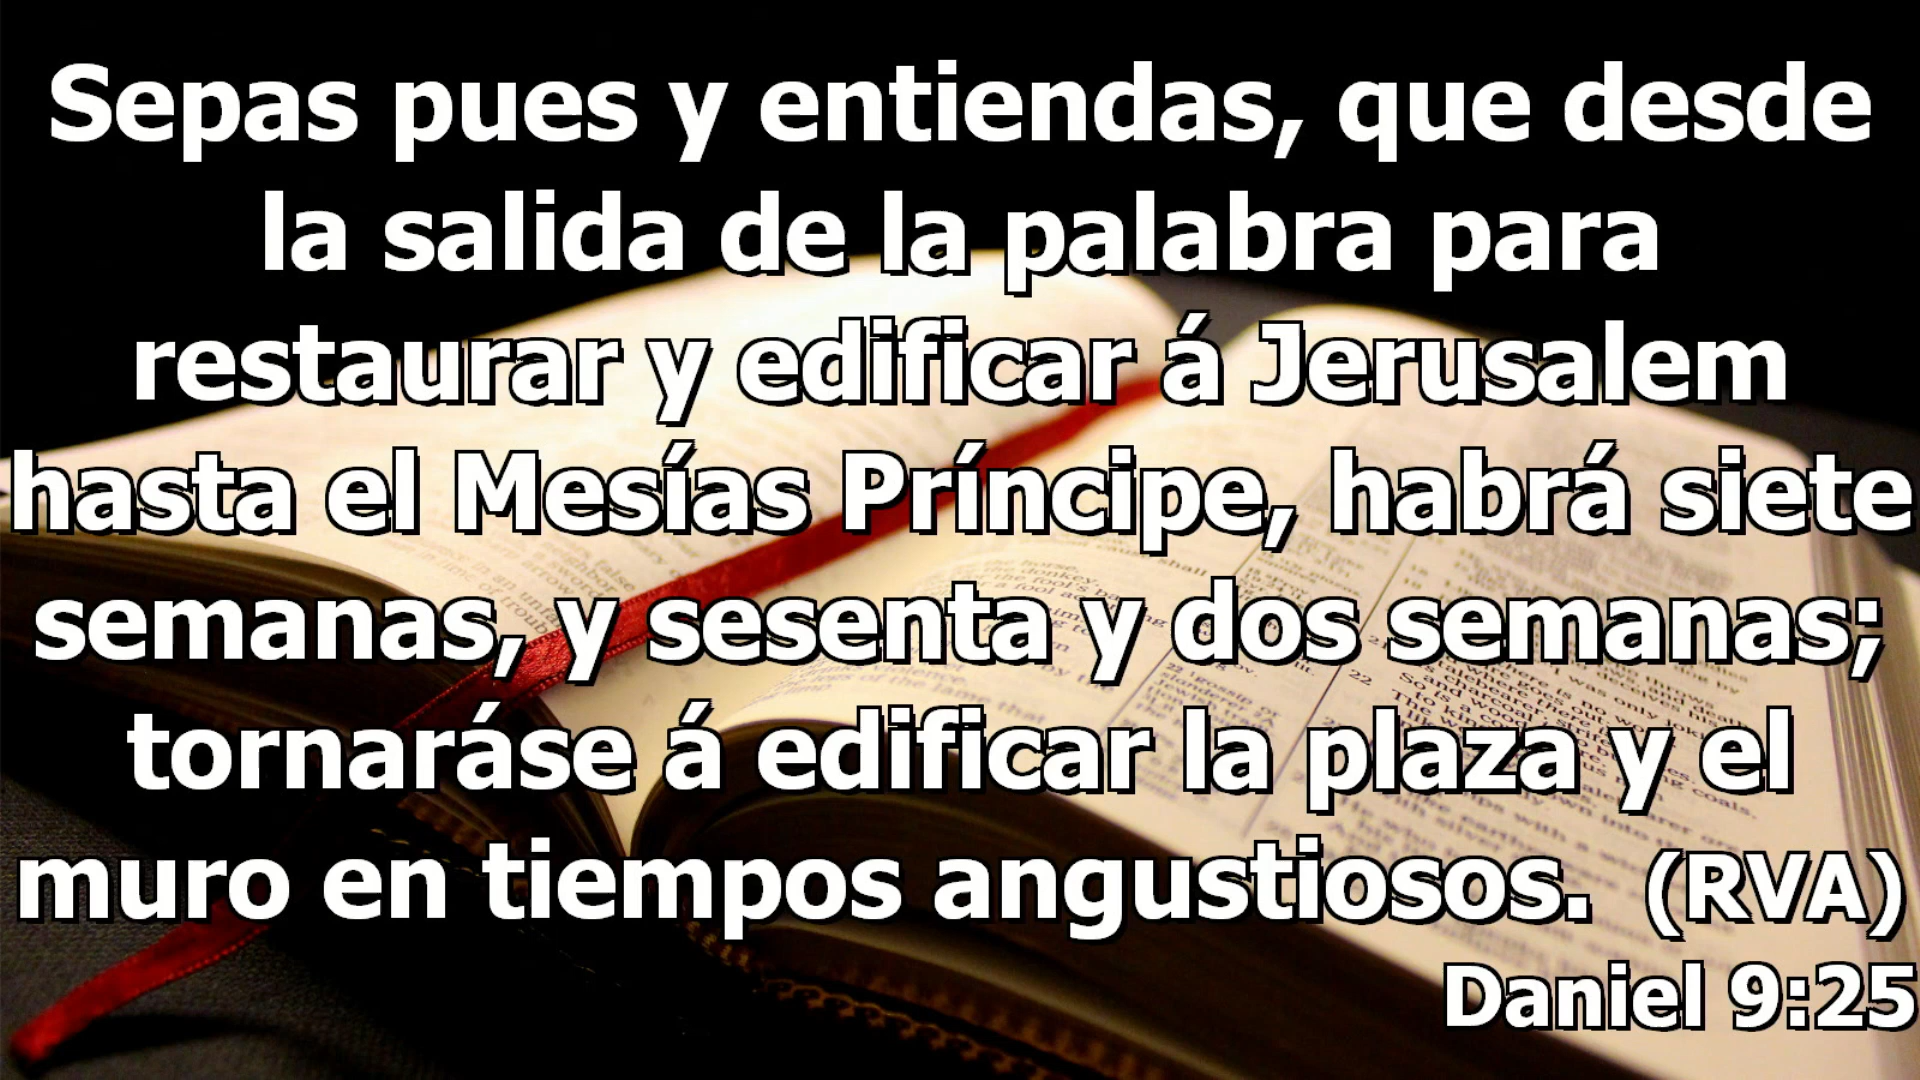 Sepas pues y entiendas, que desde
la salida de la palabra para
restaurar y edificar á Jerusalem
hasta el Mesías Príncipe, habrá siete
semanas, y sesenta y dos semanas;
tornaráse á edificar la plaza y el
muro en tiempos angustiosos. (RVA)
Daniel 9:25